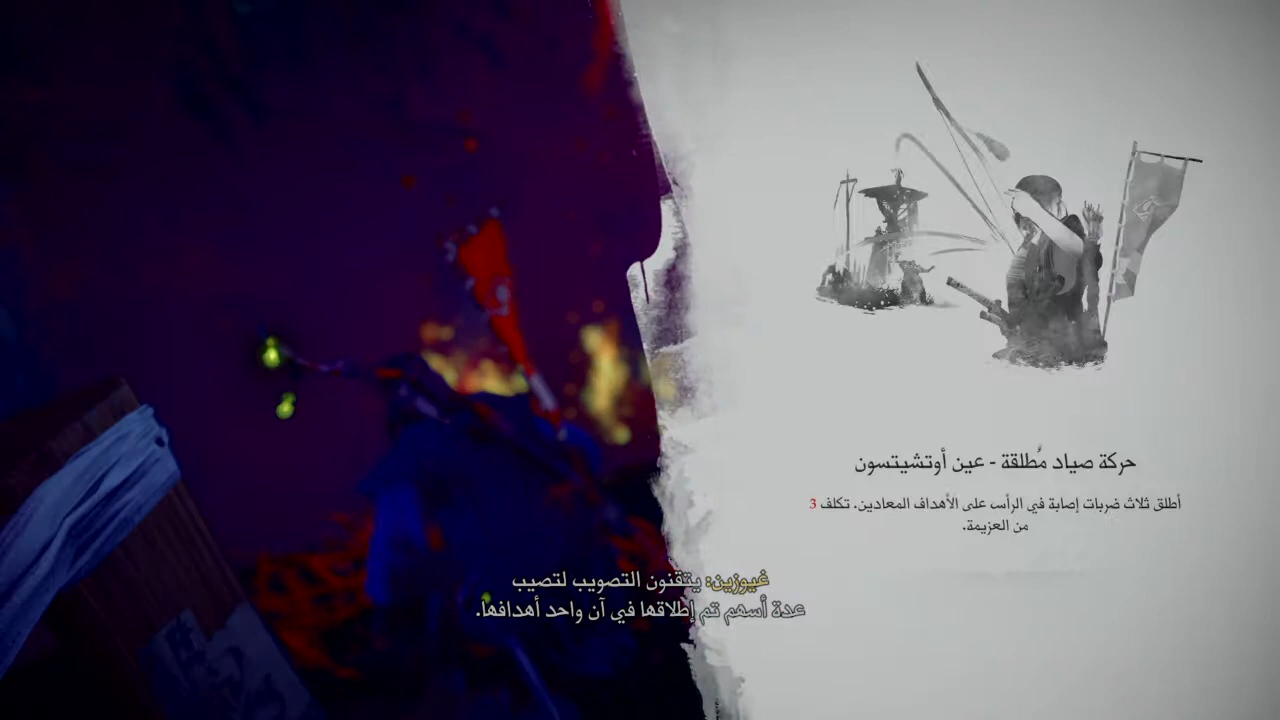 حركة صياد مُطلقة - عين أوتشيتسون
أطلق ثلاث ضربات إصابة في الرأس على الأهداف المعادين. تكلف 3
من العزيمة.
غيوزين: يتقنون التصويب لتصيب
عدة أسهم تم إطلاقها في آن واحد أهدافها.